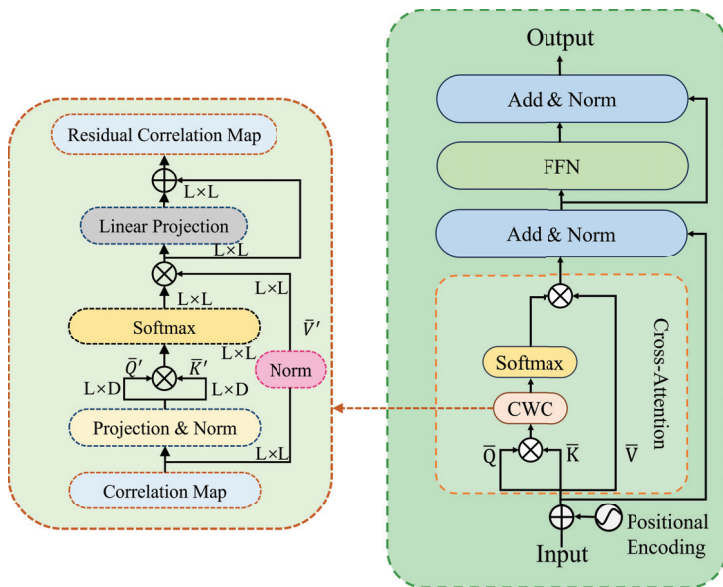 Residual Correlation Map
L×L
Linear Projection
L×L
L×L
L×L
Softmax
V̄′
L×L
Q̄′
K̄′
Norm
L×D
L×D
Projection & Norm
L×L
Correlation Map
Output
Add & Norm
FFN
Add & Norm
Cross-Attention
Softmax
CWC
Q̄
K̄
V̄
Positional
Encoding
Input